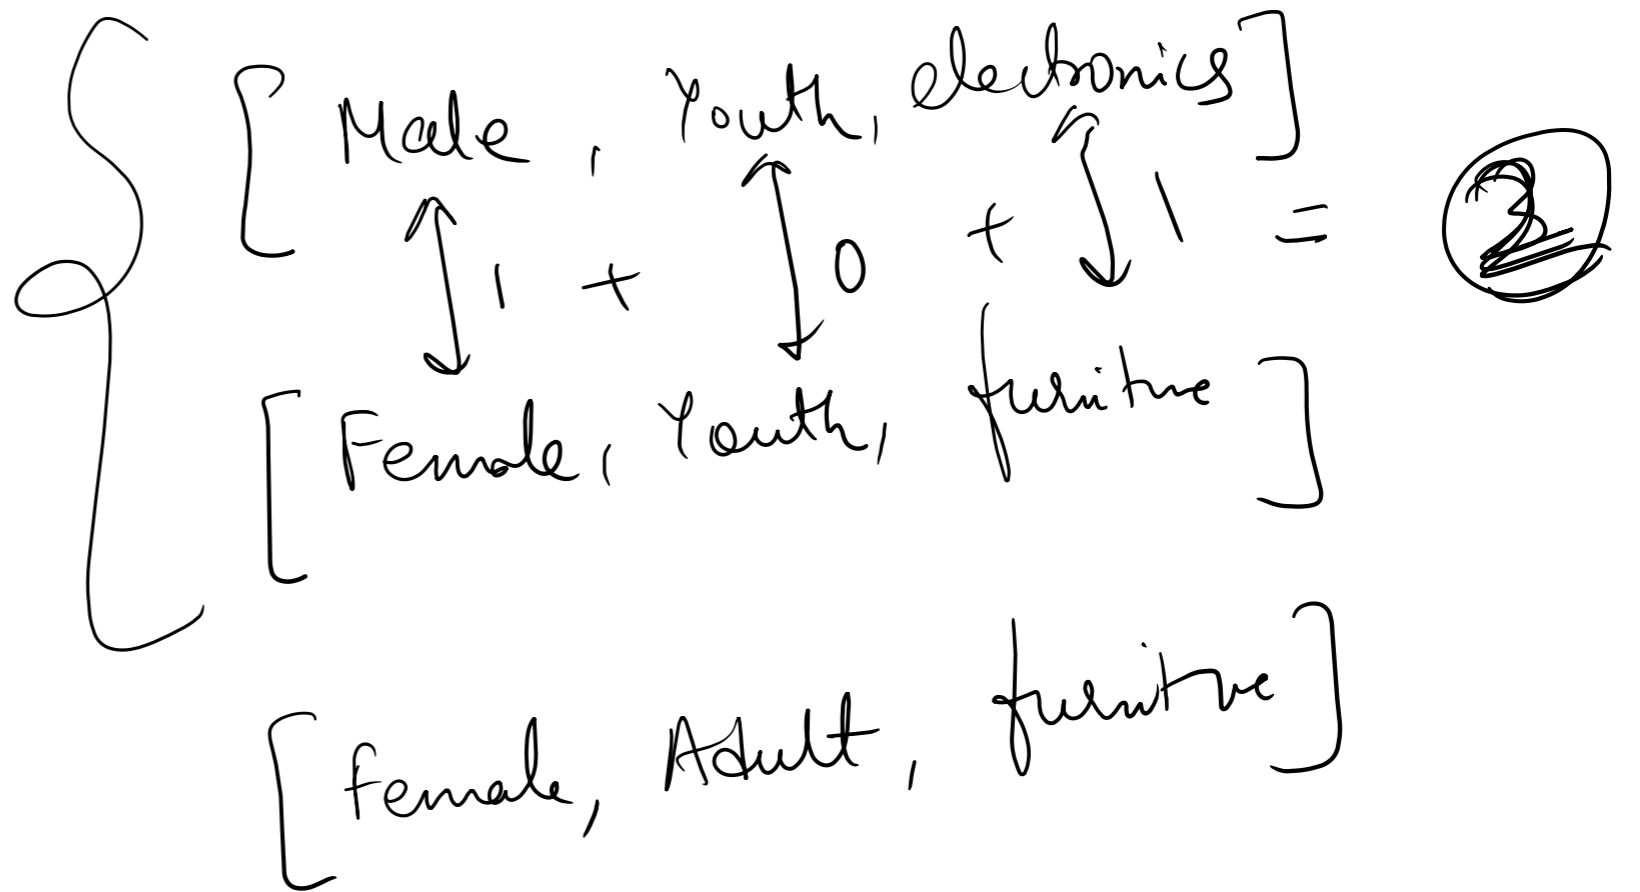 [Male, Youth, electronics]
1 + 0 + 1 = 2
[Female, Youth, furniture]
[Female, Adult, furniture]